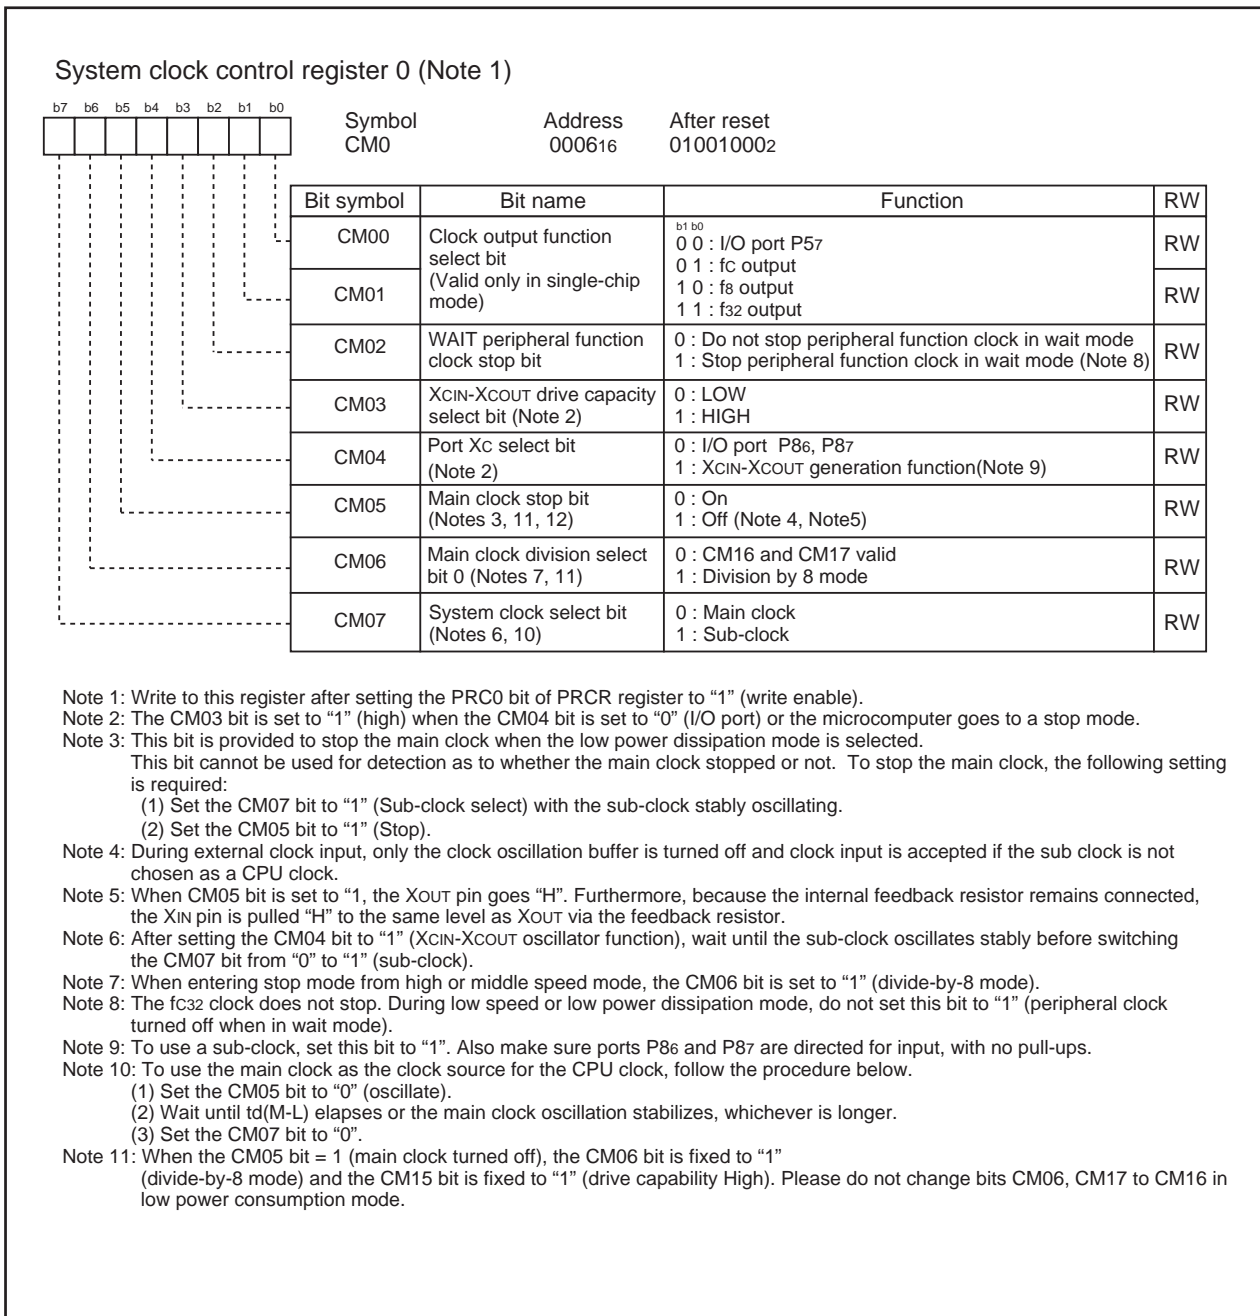 System clock control register 0 (Note 1)
b7 b6 b5 b4 b3 b2 b1 b0
Symbol Address After reset
CM0 000616 010010002
Bit symbol Bit name Function RW
CM00 Clock output function select bit (Valid only in single-chip mode) b1 b0 RW
0 0 : I/O port P57
0 1 : fC output
CM01 1 0 : f8 output RW
1 1 : f32 output
CM02 WAIT peripheral function clock stop bit 0 : Do not stop peripheral function clock in wait mode RW
1 : Stop peripheral function clock in wait mode (Note 8)
CM03 XCIN-XCOUT drive capacity select bit (Note 2) 0 : LOW RW
1 : HIGH
CM04 Port XC select bit (Note 2) 0 : I/O port P86, P87 RW
1 : XCIN-XCOUT generation function(Note 9)
CM05 Main clock stop bit (Notes 3, 11, 12) 0 : On RW
1 : Off (Note 4, Note5)
CM06 Main clock division select bit 0 (Notes 7, 11) 0 : CM16 and CM17 valid RW
1 : Division by 8 mode
CM07 System clock select bit (Notes 6, 10) 0 : Main clock RW
1 : Sub-clock
Note 1: Write to this register after setting the PRC0 bit of PRCR register to “1” (write enable).
Note 2: The CM03 bit is set to “1” (high) when the CM04 bit is set to “0” (I/O port) or the microcomputer goes to a stop mode.
Note 3: This bit is provided to stop the main clock when the low power dissipation mode is selected.
This bit cannot be used for detection as to whether the main clock stopped or not. To stop the main clock, the following setting
is required:
(1) Set the CM07 bit to “1” (Sub-clock select) with the sub-clock stably oscillating.
(2) Set the CM05 bit to “1” (Stop).
Note 4: During external clock input, only the clock oscillation buffer is turned off and clock input is accepted if the sub clock is not
chosen as a CPU clock.
Note 5: When CM05 bit is set to “1, the XOUT pin goes “H”. Furthermore, because the internal feedback resistor remains connected,
the XIN pin is pulled “H” to the same level as XOUT via the feedback resistor.
Note 6: After setting the CM04 bit to “1” (XCIN-XCOUT oscillator function), wait until the sub-clock oscillates stably before switching
the CM07 bit from “0” to “1” (sub-clock).
Note 7: When entering stop mode from high or middle speed mode, the CM06 bit is set to “1” (divide-by-8 mode).
Note 8: The fC32 clock does not stop. During low speed or low power dissipation mode, do not set this bit to “1” (peripheral clock
turned off when in wait mode).
Note 9: To use a sub-clock, set this bit to “1”. Also make sure ports P86 and P87 are directed for input, with no pull-ups.
Note 10: To use the main clock as the clock source for the CPU clock, follow the procedure below.
(1) Set the CM05 bit to “0” (oscillate).
(2) Wait until td(M-L) elapses or the main clock oscillation stabilizes, whichever is longer.
(3) Set the CM07 bit to “0”.
Note 11: When the CM05 bit = 1 (main clock turned off), the CM06 bit is fixed to “1”
(divide-by-8 mode) and the CM15 bit is fixed to “1” (drive capability High). Please do not change bits CM06, CM17 to CM16 in
low power consumption mode.